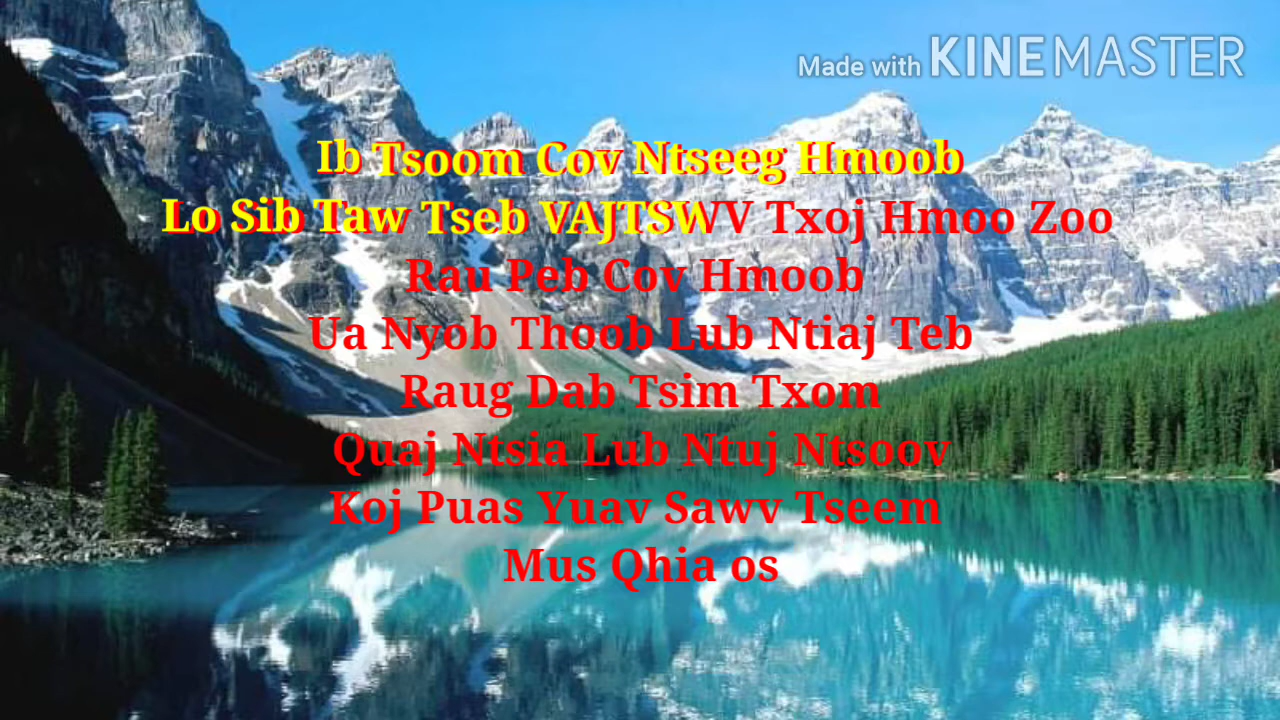 Made with KINEMASTER
Ib Tsoom Cov Ntseeg Hmoob
Lo Sib Taw Tseb VAJTSWV Txoj Hmoo Zoo
Rau Peb Cov Hmoob
Ua Nyob Thoob Lub Ntiaj Teb
Raug Dab Tsim Txom
Quaj Ntsia Lub Ntuj Ntsoov
Koj Puas Yuav Sawv Tseem
Mus Qhia os